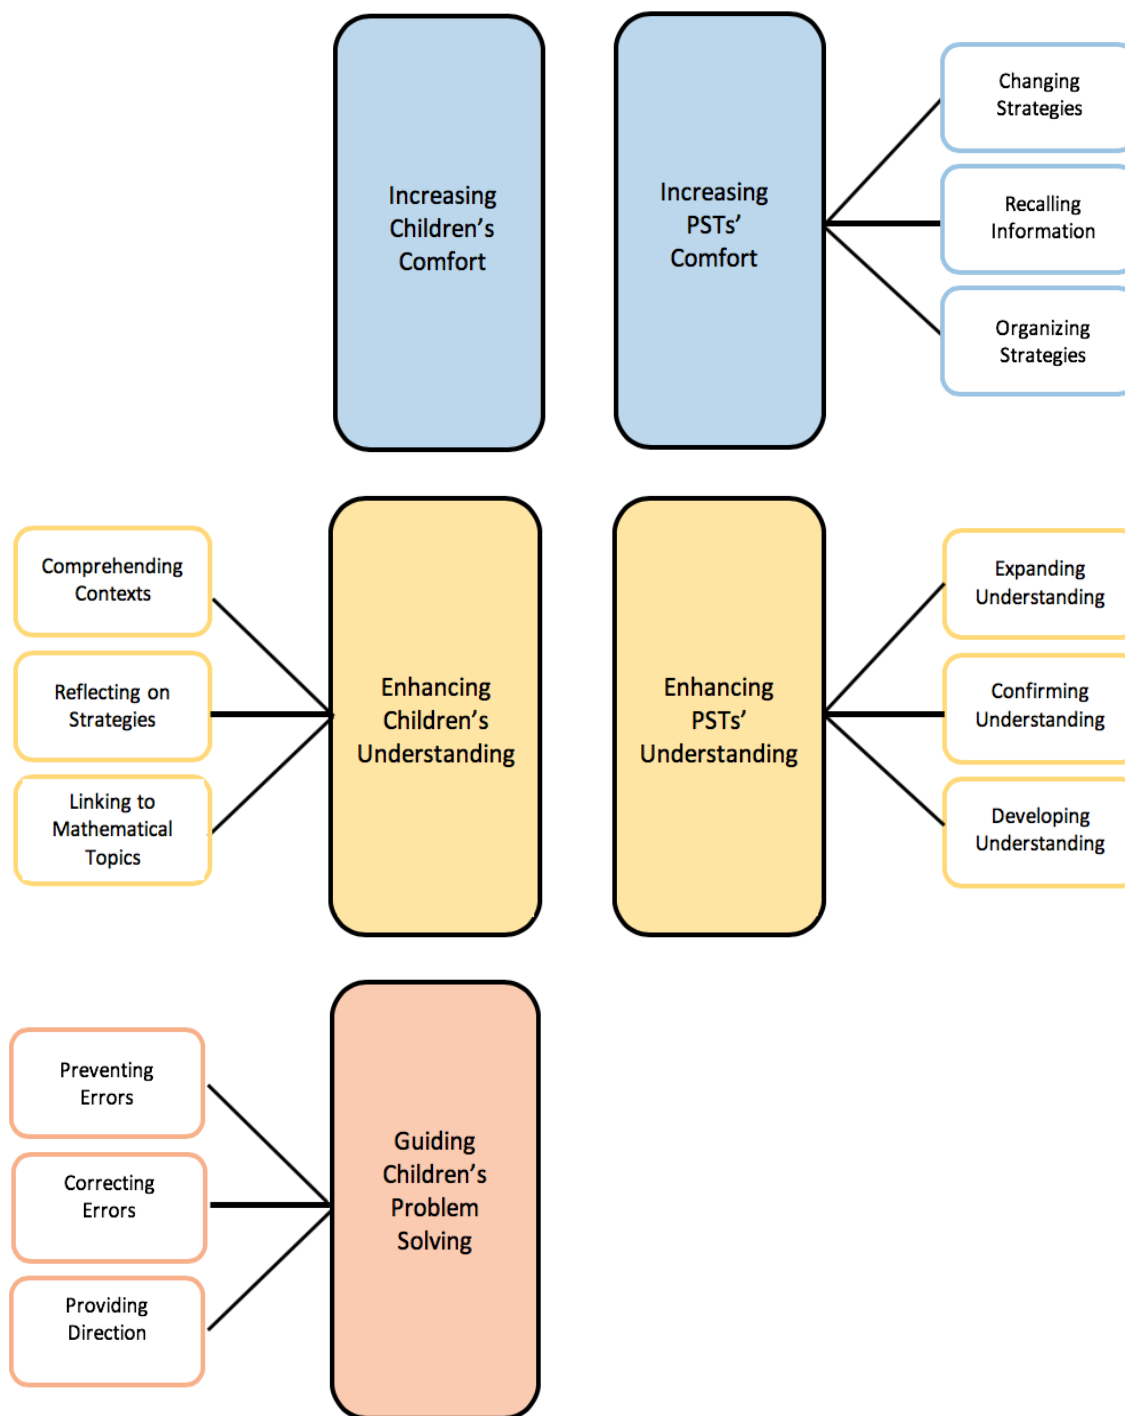 Increasing
Children’s
Comfort
Increasing
PSTs’
Comfort
Changing
Strategies
Recalling
Information
Organizing
Strategies
Comprehending
Contexts
Reflecting on
Strategies
Linking to
Mathematical
Topics
Enhancing
Children’s
Understanding
Enhancing
PSTs’
Understanding
Expanding
Understanding
Confirming
Understanding
Developing
Understanding
Preventing
Errors
Correcting
Errors
Providing
Direction
Guiding
Children’s
Problem
Solving